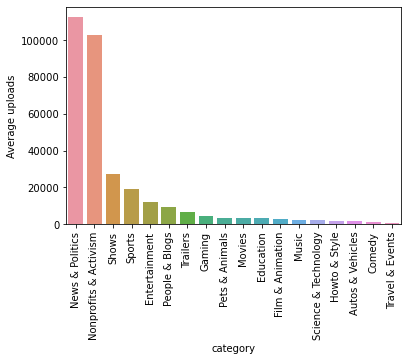 Average uploads
100000
80000
60000
40000
20000
0
News & Politics
Nonprofits & Activism
Shows
Sports
Entertainment
People & Blogs
Trailers
Gaming
Pets & Animals
Movies
Education
Film & Animation
Music
Science & Technology
Howto & Style
Autos & Vehicles
Comedy
Travel & Events
category